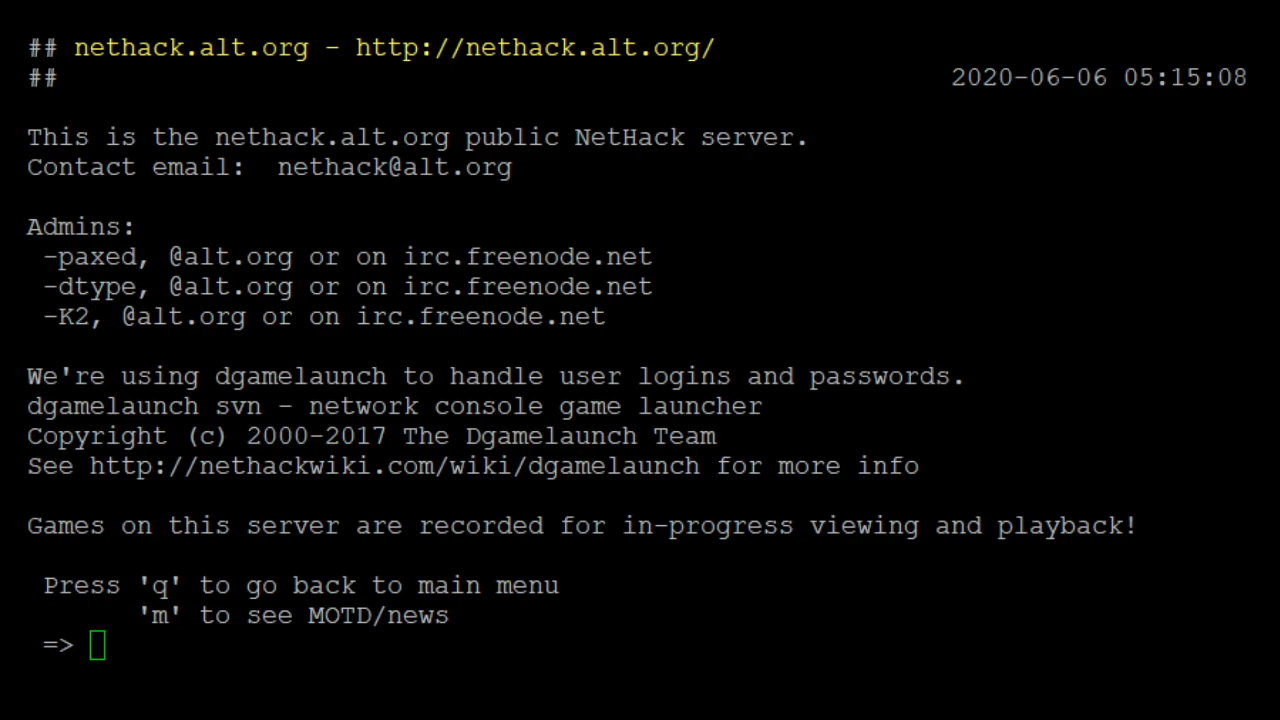 ## nethack.alt.org - http://nethack.alt.org/
## 2020-06-06 05:15:08
This is the nethack.alt.org public NetHack server.
Contact email:  nethack@alt.org
Admins:
-paxed, @alt.org or on irc.freenode.net
-dtype, @alt.org or on irc.freenode.net
-K2, @alt.org or on irc.freenode.net
We're using dgamelaunch to handle user logins and passwords.
dgamelaunch svn - network console game launcher
Copyright (c) 2000-2017 The Dgamelaunch Team
See http://nethackwiki.com/wiki/dgamelaunch for more info
Games on this server are recorded for in-progress viewing and playback!
Press 'q' to go back to main menu
'm' to see MOTD/news
=>